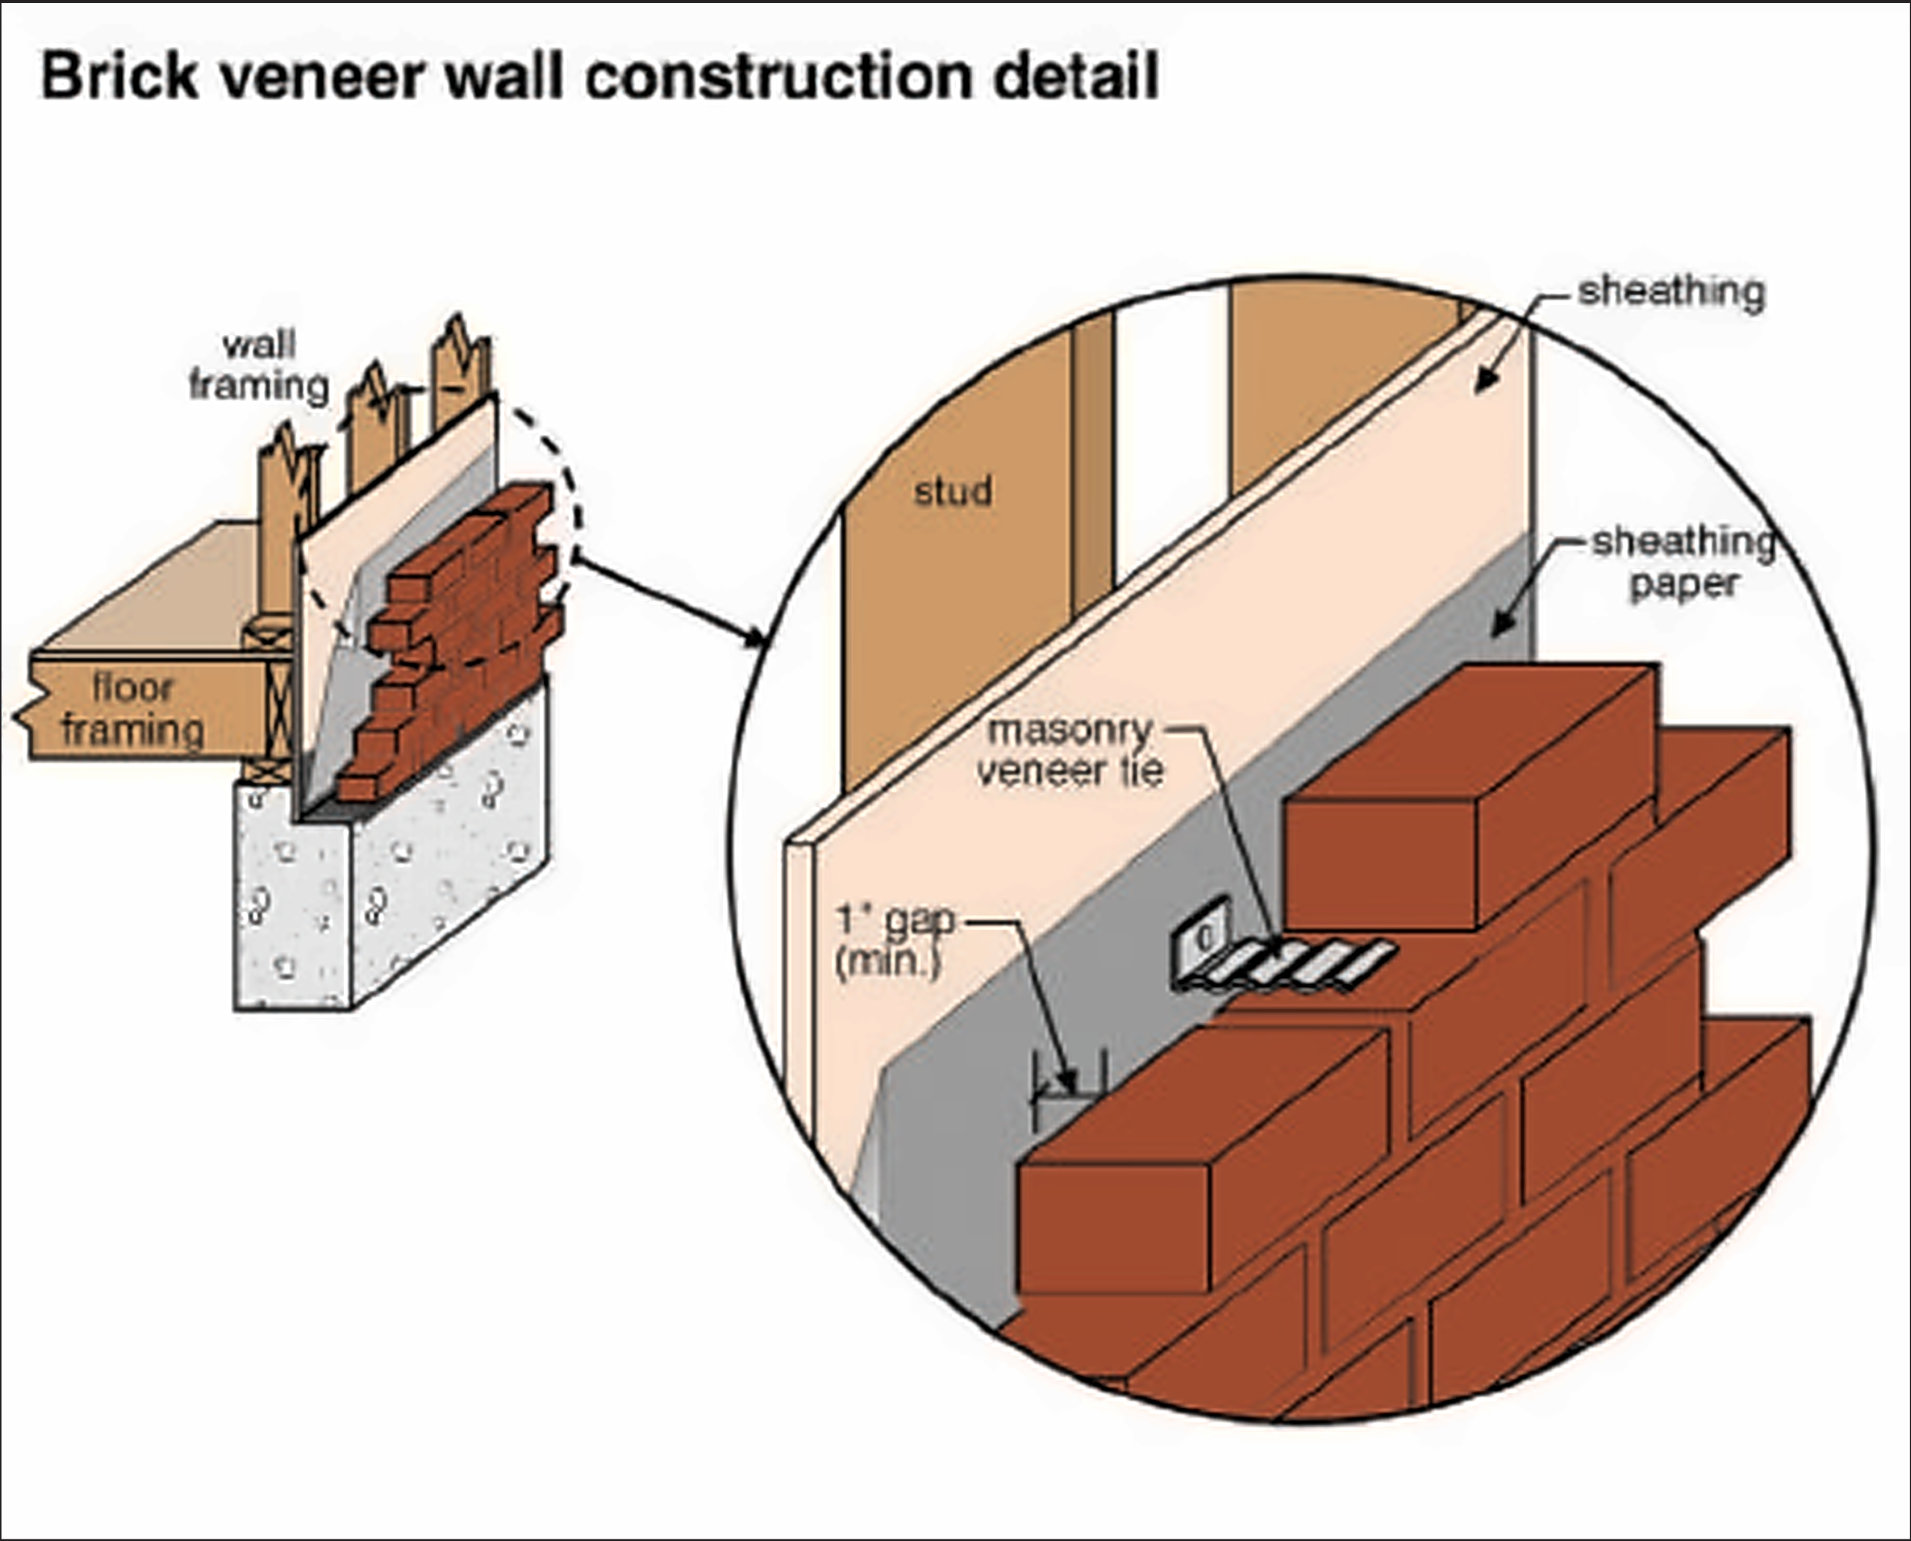 Brick veneer wall construction detail
wall
framing
floor
framing
sheathing
stud
sheathing
paper
masonry
veneer tie
1" gap
(min.)